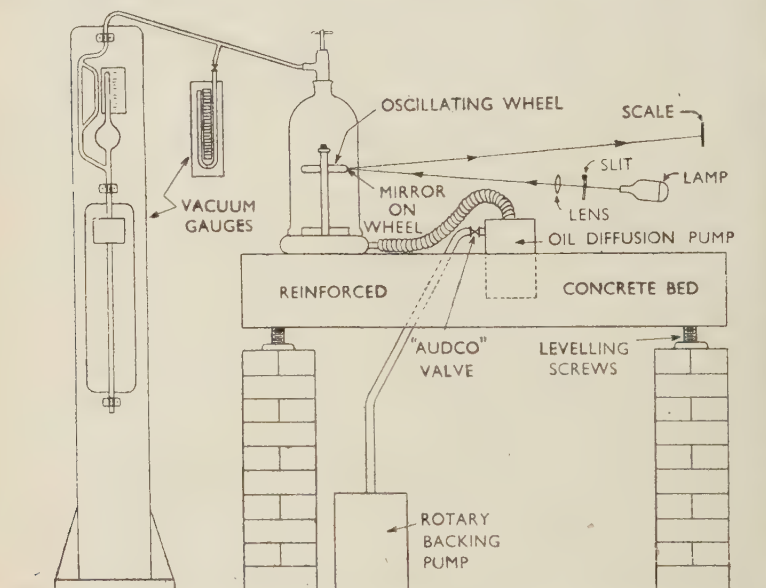 OSCILLATING WHEEL
SCALE
SLIT
LAMP
LENS
MIRROR
ON
WHEEL
VACUUM
GAUGES
OIL DIFFUSION PUMP
REINFORCED CONCRETE BED
"AUDCO"
VALVE
LEVELLING
SCREWS
ROTARY
BACKING
PUMP